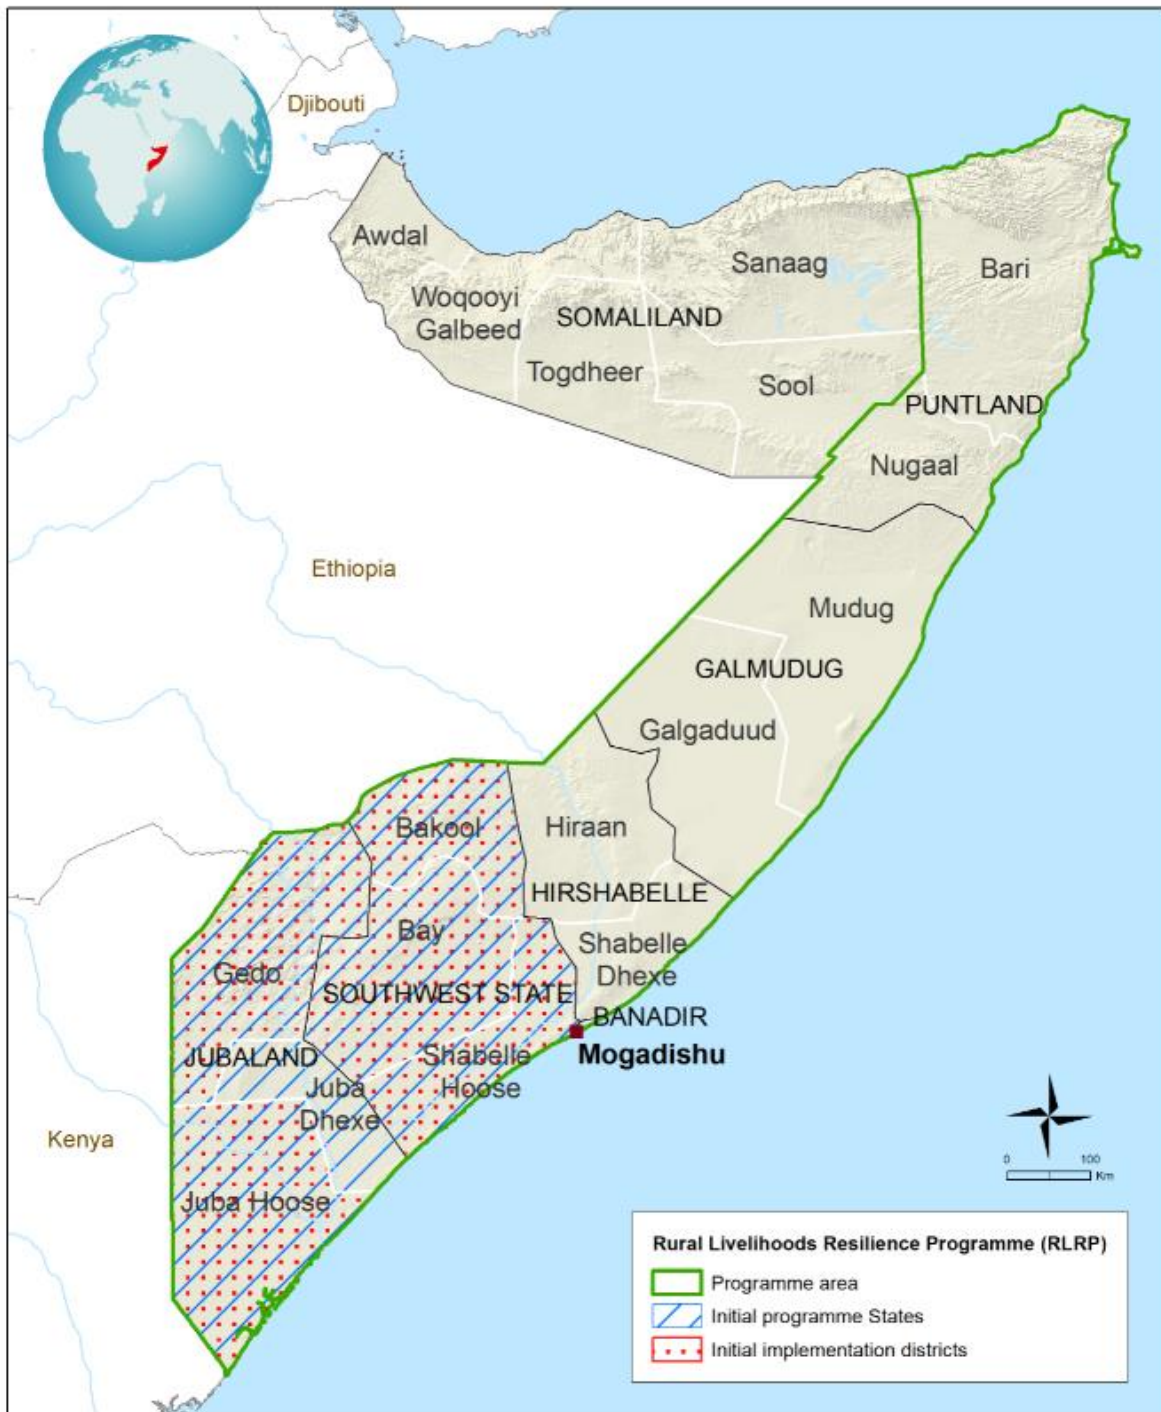 Djibouti
Awdal
Sanaag
Bari
Woqooyi
Galbeed
SOMALILAND
Togdheer
Sool
PUNTLAND
Nugaal
Ethiopia
Mudug
GALMUDUG
Galgaduud
Bakool
Hiraan
HIRSHABELLE
Bay
Shabelle
Dhexe
Gedo
SOUTHWEST STATE
BANADIR
Mogadishu
JUBALAND
Shabelle
Hoose
Juba
Dhexe
Kenya
Juba Hoose
0 100
Km
Rural Livelihoods Resilience Programme (RLRP)
Programme area
Initial programme States
Initial implementation districts